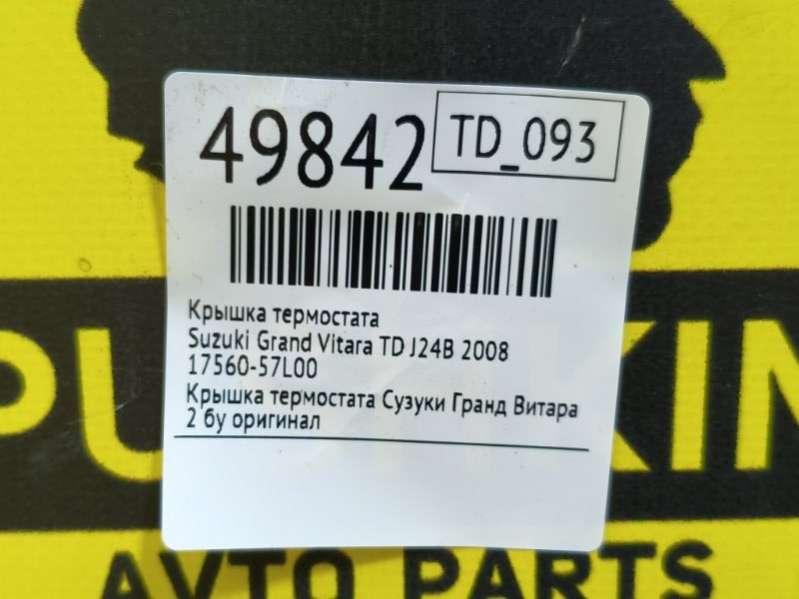 49842
TD_093
Крышка термостата
Suzuki Grand Vitara TD J24B 2008
17560-57L00
Крышка термостата Сузуки Гранд Витара
2 бу оригинал
AVTO PARTS